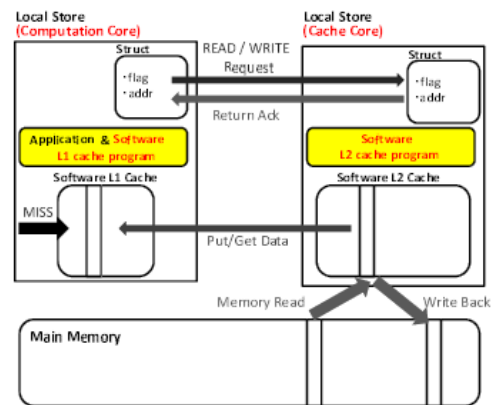 Local Store
(Computation Core)
Struct
・flag
・addr
READ / WRITE
Request
Return Ack
Local Store
(Cache Core)
Struct
・flag
・addr
Application & Software
L1 cache program
Software
L2 cache program
Software L1 Cache
Software L2 Cache
MISS
Put/Get Data
Memory Read
Write Back
Main Memory